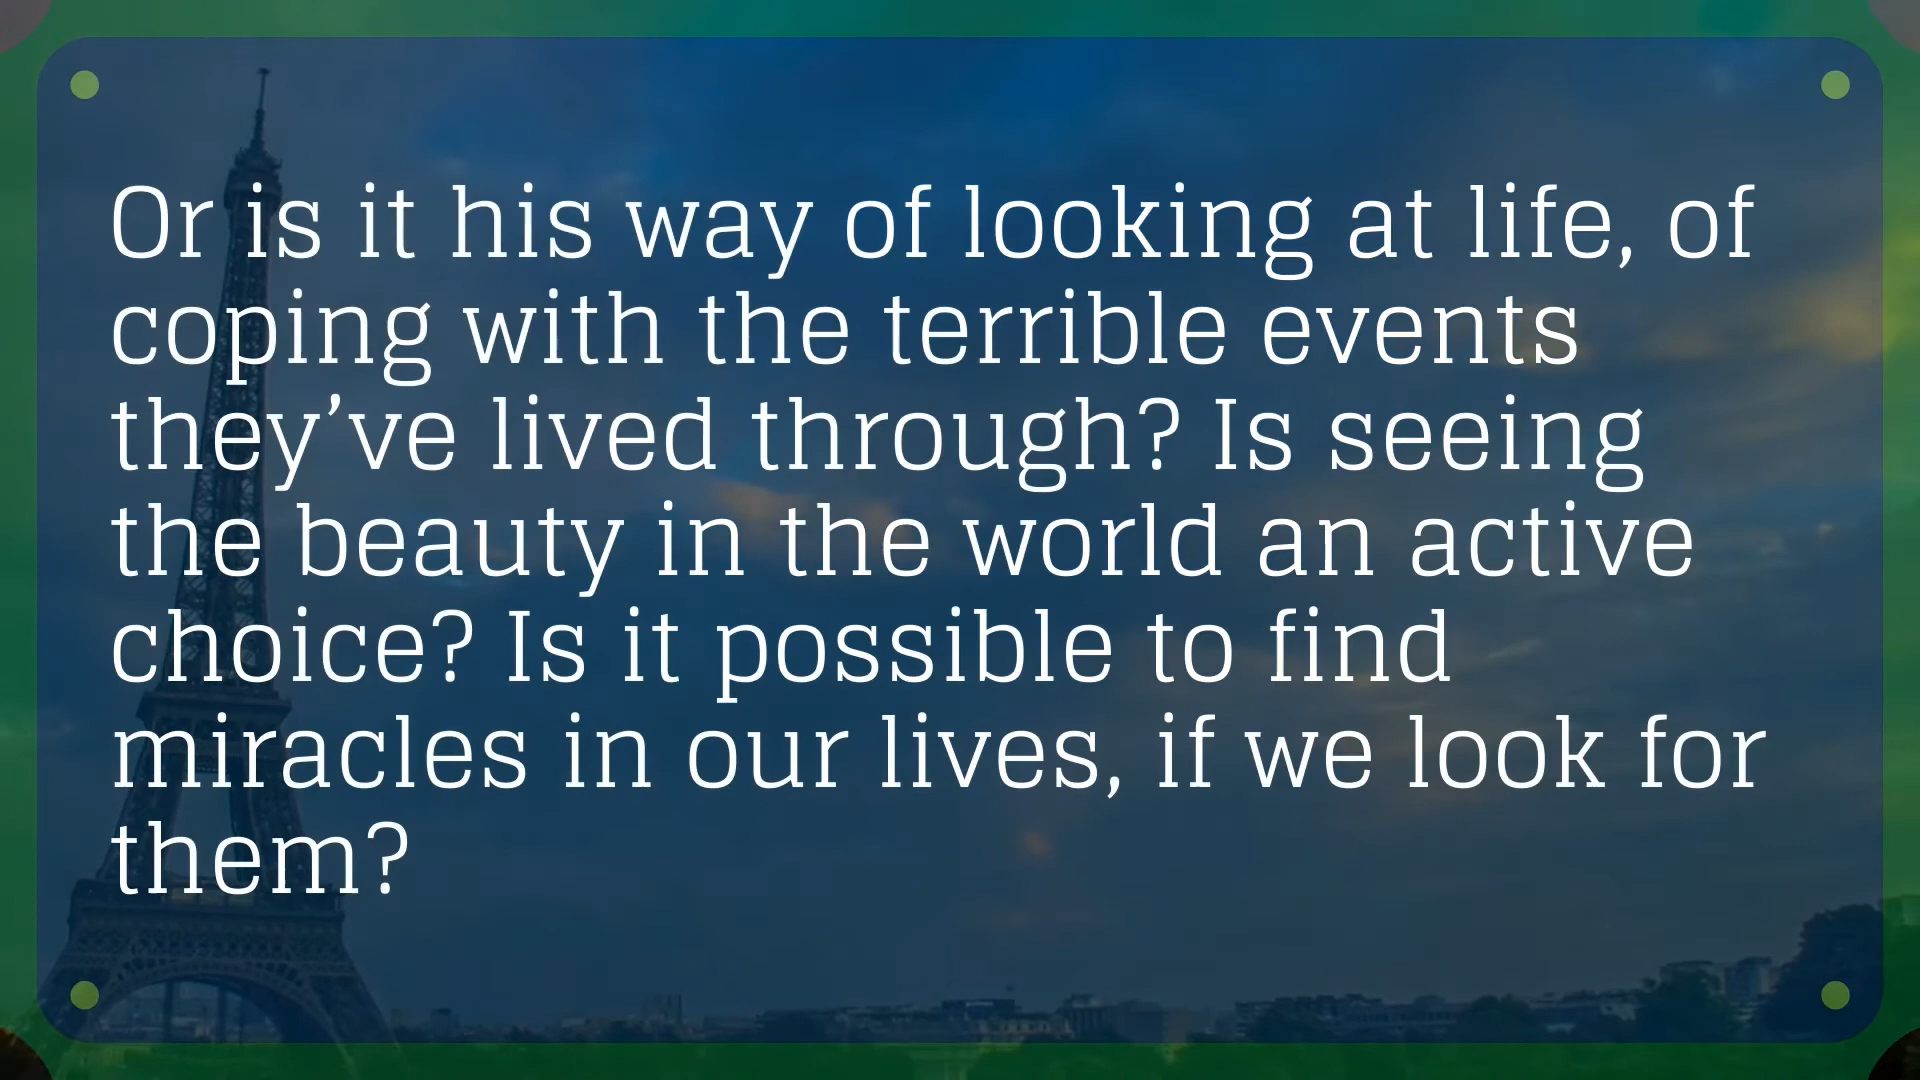 Or is it his way of looking at life, of
coping with the terrible events
they’ve lived through? Is seeing
the beauty in the world an active
choice? Is it possible to find
miracles in our lives, if we look for
them?